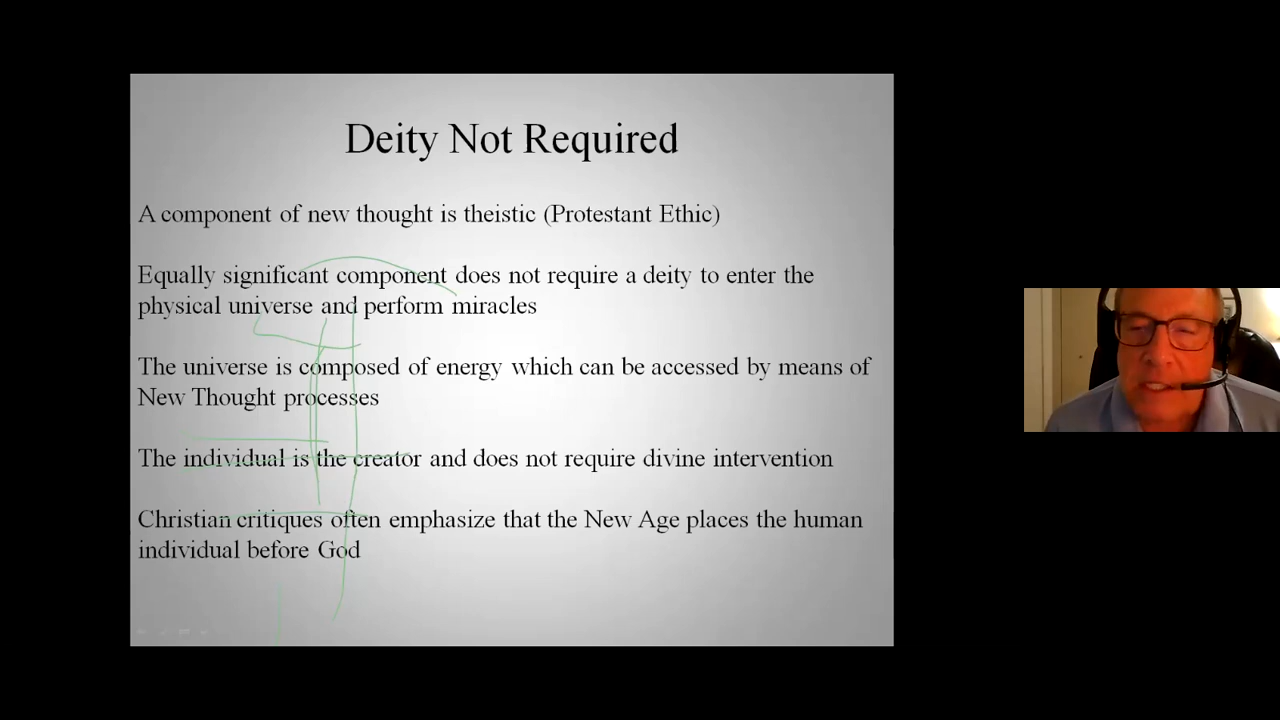 Deity Not Required
A component of new thought is theistic (Protestant Ethic)
Equally significant component does not require a deity to enter the
physical universe and perform miracles
The universe is composed of energy which can be accessed by means of
New Thought processes
The individual is the creator and does not require divine intervention
Christian critiques often emphasize that the New Age places the human
individual before God